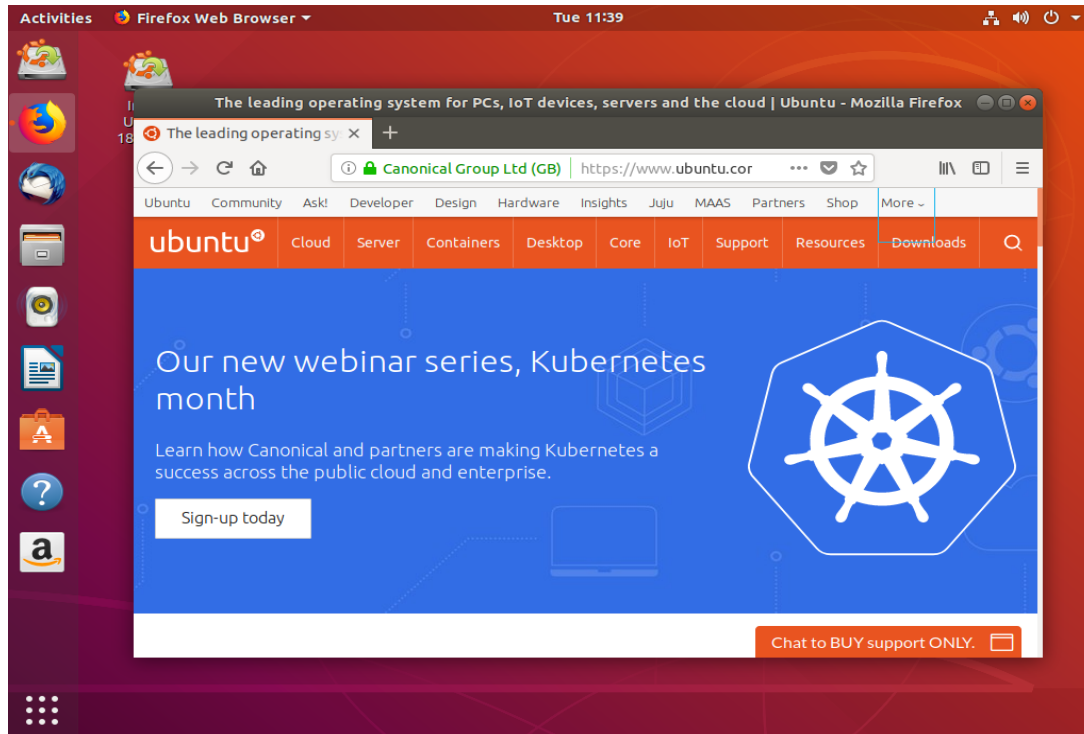 Activities Firefox Web Browser Tue 11:39
The leading operating system for PCs, IoT devices, servers and the cloud | Ubuntu - Mozilla Firefox
18
The leading operating sy
Canonical Group Ltd (GB) https://www.ubuntu.cor
Ubuntu Community Ask! Developer Design Hardware Insights Juju MAAS Partners Shop More
ubuntu Cloud Server Containers Desktop Core IoT Support Resources Downloads
Our new webinar series, Kubernetes
month
Learn how Canonical and partners are making Kubernetes a
success across the public cloud and enterprise.
Sign-up today
Chat to BUY support ONLY.